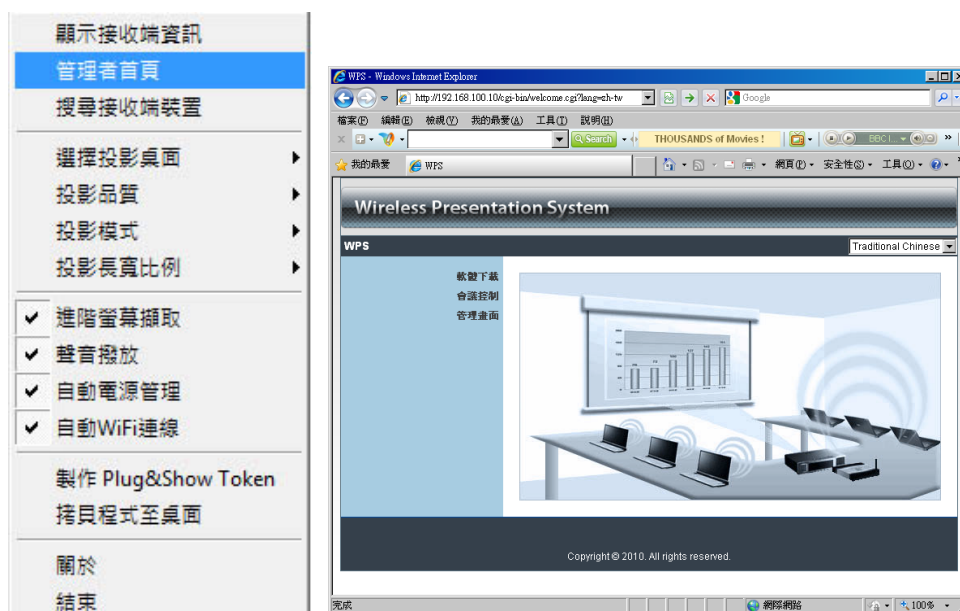 顯示接收端資訊
管理者首頁
搜尋接收端裝置
選擇投影桌面
投影品質
投影模式
投影長寬比例
進階螢幕擷取
聲音撥放
自動電源管理
自動WiFi連線
製作 Plug&Show Token
拷貝程式至桌面
關於
結束
WPS - Windows Internet Explorer
http://192.168.100.10/cgi-bin/welcome.cgi?lang=zh-tw
Google
檔案(F) 編輯(E) 檢視(V) 我的最愛(A) 工具(T) 說明(H)
Search
THOUSANDS of Movies !
BBC 1...
我的最愛 WPS 網頁(P) 安全性(S) 工具(O)
Wireless Presentation System
WPS Traditional Chinese
軟體下載
會議控制
管理畫面
Copyright © 2010. All rights reserved.
完成 網際網路 100%